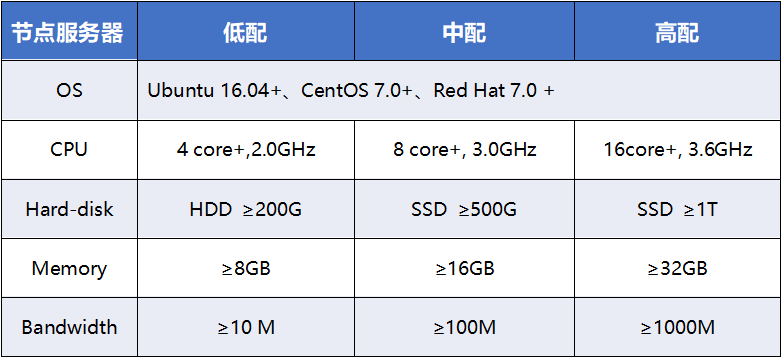 节点服务器 低配 中配 高配
OS Ubuntu 16.04+、CentOS 7.0+、Red Hat 7.0 +
CPU 4 core+,2.0GHz 8 core+, 3.0GHz 16core+, 3.6GHz
Hard-disk HDD ≥200G SSD ≥500G SSD ≥1T
Memory ≥8GB ≥16GB ≥32GB
Bandwidth ≥10 M ≥100M ≥1000M